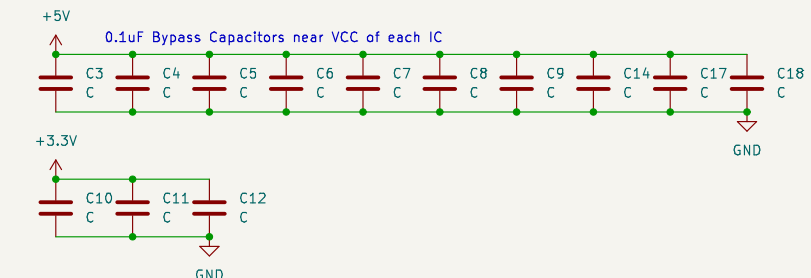 +5V
0.1uF Bypass Capacitors near VCC of each IC
C3 C4 C5 C6 C7 C8 C9 C14 C17 C18
C C C C C C C C C C
GND
+3.3V
C10 C11 C12
C C C
GND